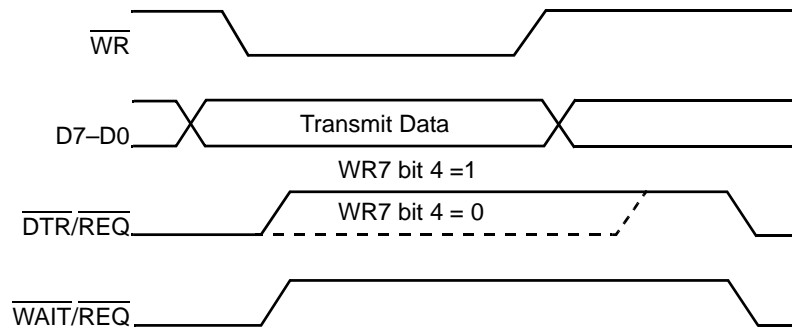 WR
D7–D0
Transmit Data
WR7 bit 4 =1
DTR/REQ
WR7 bit 4 = 0
WAIT/REQ